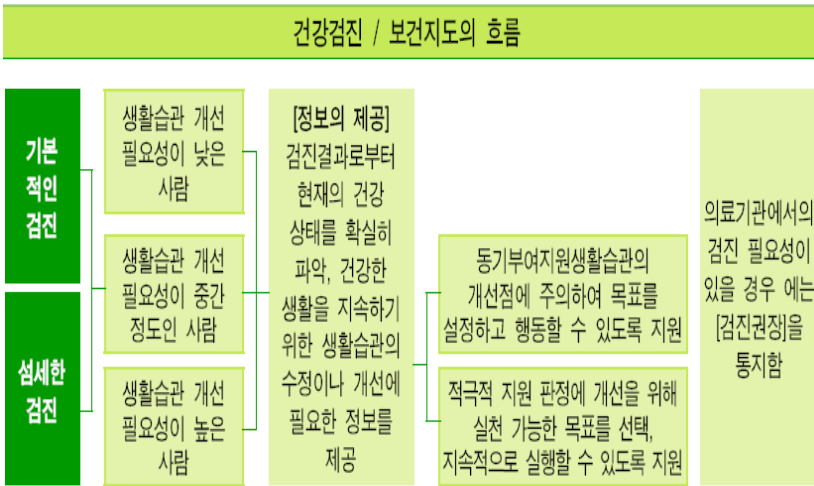 건강검진 / 보건지도의 흐름
기본
적인
검진
섬세한
검진
생활습관 개선
필요성이 낮은
사람
생활습관 개선
필요성이 중간
정도인 사람
생활습관 개선
필요성이 높은
사람
[정보의 제공]
검진결과로부터
현재의 건강
상태를 확실히
파악, 건강한
생활을 지속하기
위한 생활습관의
수정이나 개선에
필요한 정보를
제공
동기부여지원생활습관의
개선점에 주의하여 목표를
설정하고 행동할 수 있도록 지원
적극적 지원 판정에 개선을 위해
실천 가능한 목표를 선택,
지속적으로 실행할 수 있도록 지원
의료기관에서의
검진 필요성이
있을 경우 에는
[검진권장]을
통지함